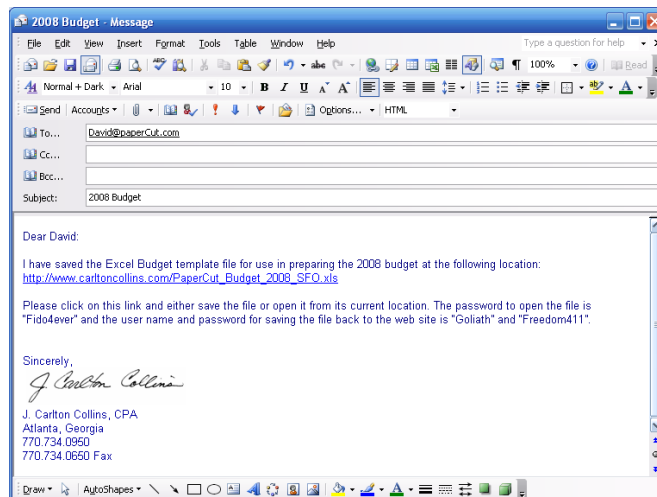 2008 Budget - Message
File Edit View Insert Format Tools Table Window Help Type a question for help
100% Read
Normal + Dark Arial 10 B I U A A
Send Accounts Options... HTML
To... David@paperCut.com
Cc...
Bcc...
Subject: 2008 Budget
Dear David:
I have saved the Excel Budget template file for use in preparing the 2008 budget at the following location:
http://www.carltoncollins.com/PaperCut_Budget_2008_SFO.xls
Please click on this link and either save the file or open it from its current location. The password to open the file is
"Fido4ever" and the user name and password for saving the file back to the web site is "Goliath" and "Freedom411".
Sincerely,
J. Carlton Collins
J. Carlton Collins, CPA
Atlanta, Georgia
770.734.0950
770.734.0650 Fax
Draw AutoShapes